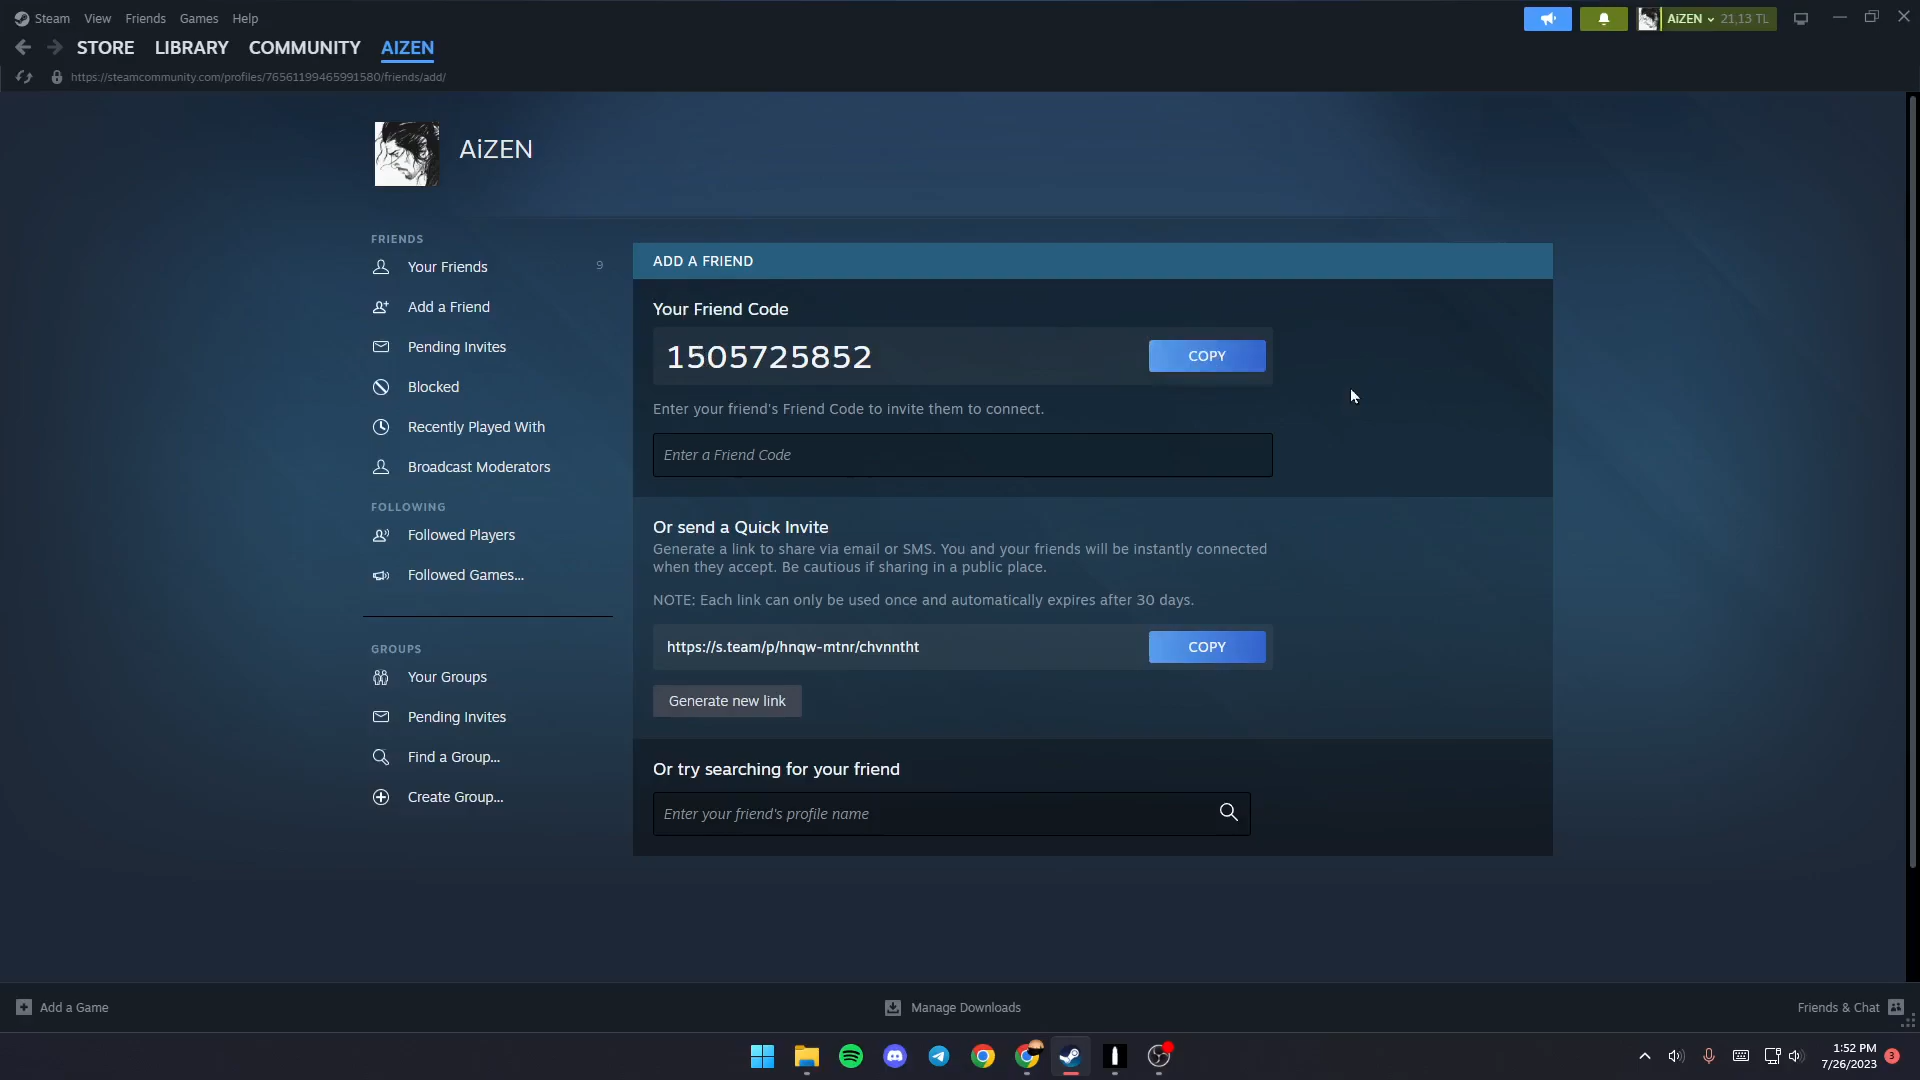 Steam View Friends Games Help
AiZEN 21,13 TL
STORE LIBRARY COMMUNITY AIZEN
https://steamcommunity.com/profiles/76561199465991580/friends/add/
AiZEN
FRIENDS
Your Friends 9
Add a Friend
Pending Invites
Blocked
Recently Played With
Broadcast Moderators
FOLLOWING
Followed Players
Followed Games...
GROUPS
Your Groups
Pending Invites
Find a Group...
Create Group...
ADD A FRIEND
Your Friend Code
1505725852 COPY
Enter your friend's Friend Code to invite them to connect.
Enter a Friend Code
Or send a Quick Invite
Generate a link to share via email or SMS. You and your friends will be instantly connected
when they accept. Be cautious if sharing in a public place.
NOTE: Each link can only be used once and automatically expires after 30 days.
https://s.team/p/hnqw-mtnr/chvnntht COPY
Generate new link
Or try searching for your friend
Enter your friend's profile name
Add a Game Manage Downloads Friends & Chat
1:52 PM
7/26/2023 3